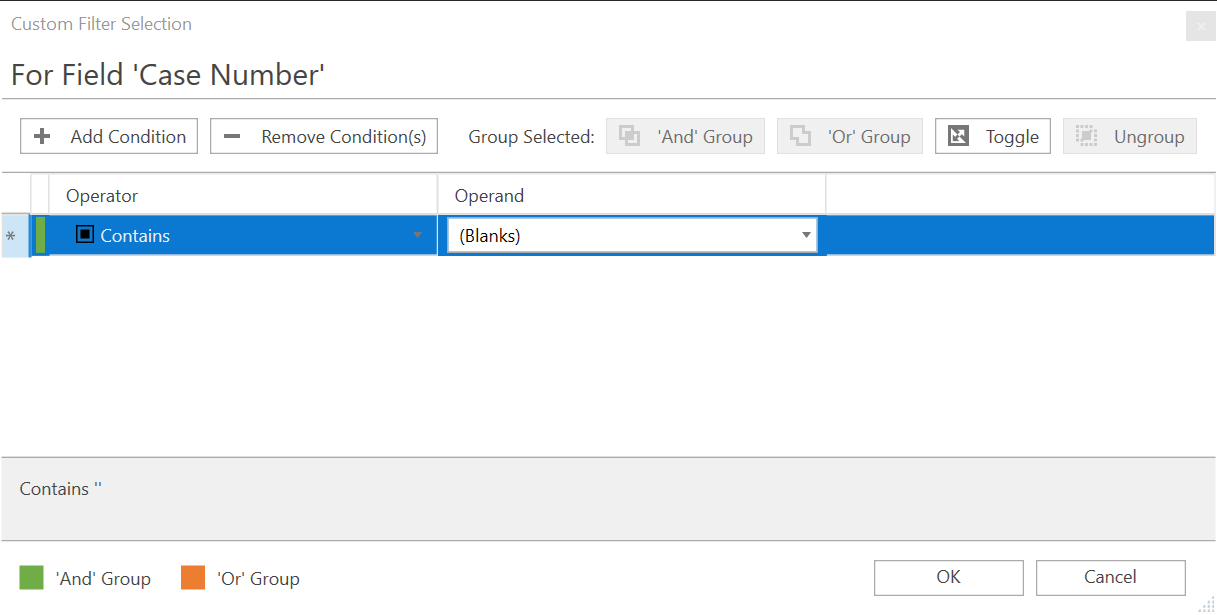 Custom Filter Selection
For Field 'Case Number'
Add Condition Remove Condition(s) Group Selected: 'And' Group 'Or' Group Toggle Ungroup
Operator Operand
* Contains (Blanks)
Contains ''
'And' Group 'Or' Group OK Cancel